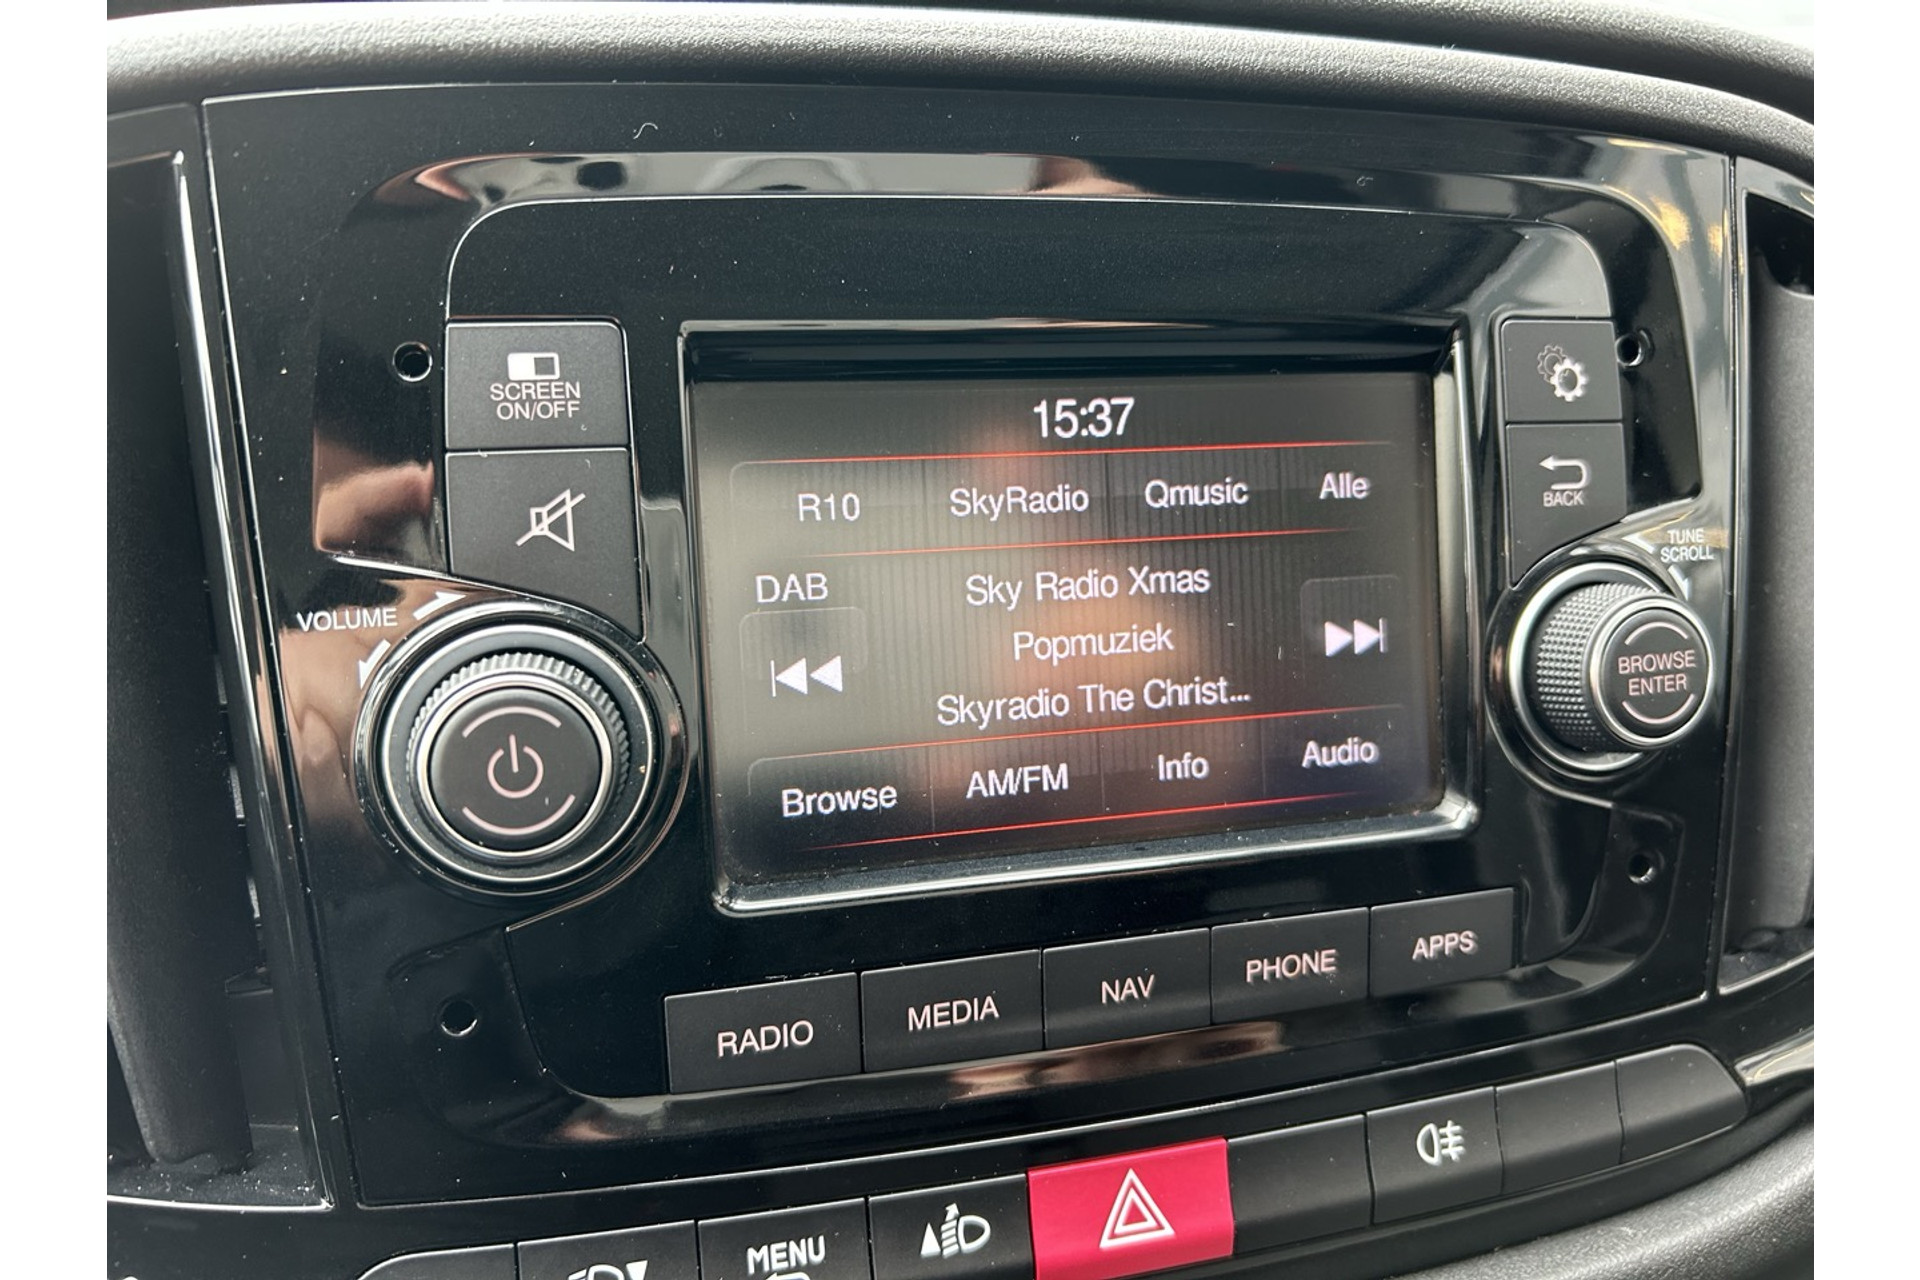 SCREEN
ON/OFF
VOLUME
15:37
R10 SkyRadio Qmusic Alle
DAB
Sky Radio Xmas
Popmuziek
Skyradio The Christ...
Browse AM/FM Info Audio
BACK
TUNE
SCROLL
BROWSE
ENTER
RADIO MEDIA NAV PHONE APPS
MENU